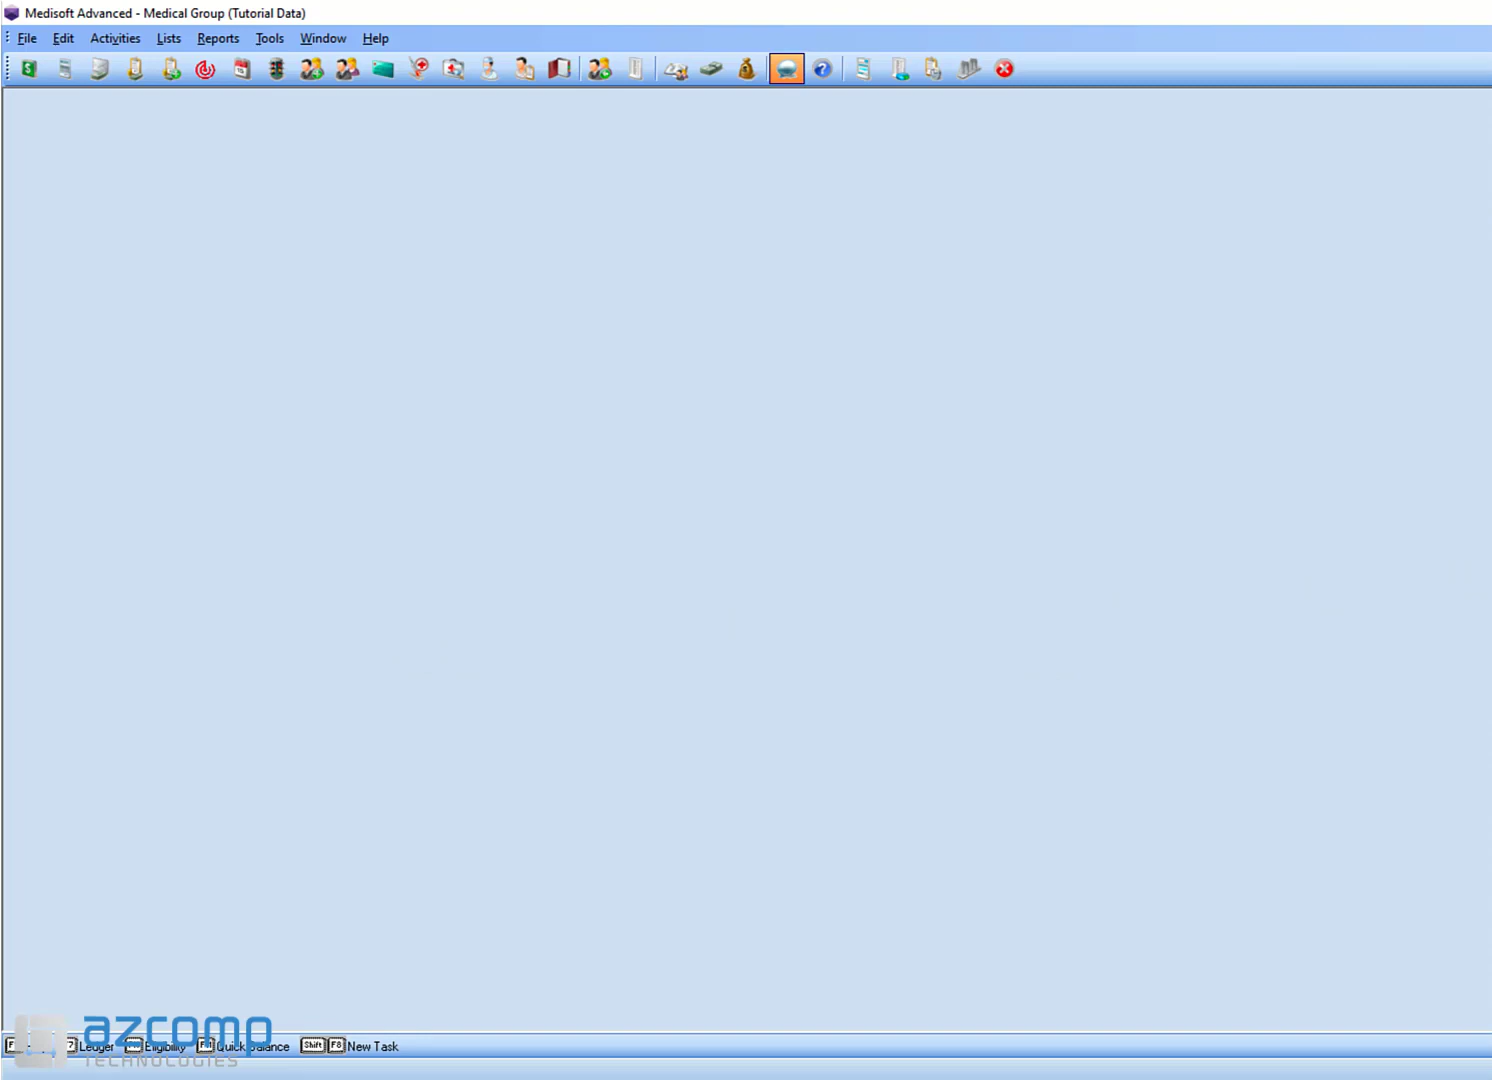 Medisoft Advanced - Medical Group (Tutorial Data)
File Edit Activities Lists Reports Tools Window Help
Ledger Eligibility Quick Balance Shift F8 New Task
azcomp
TECHNOLOGIES